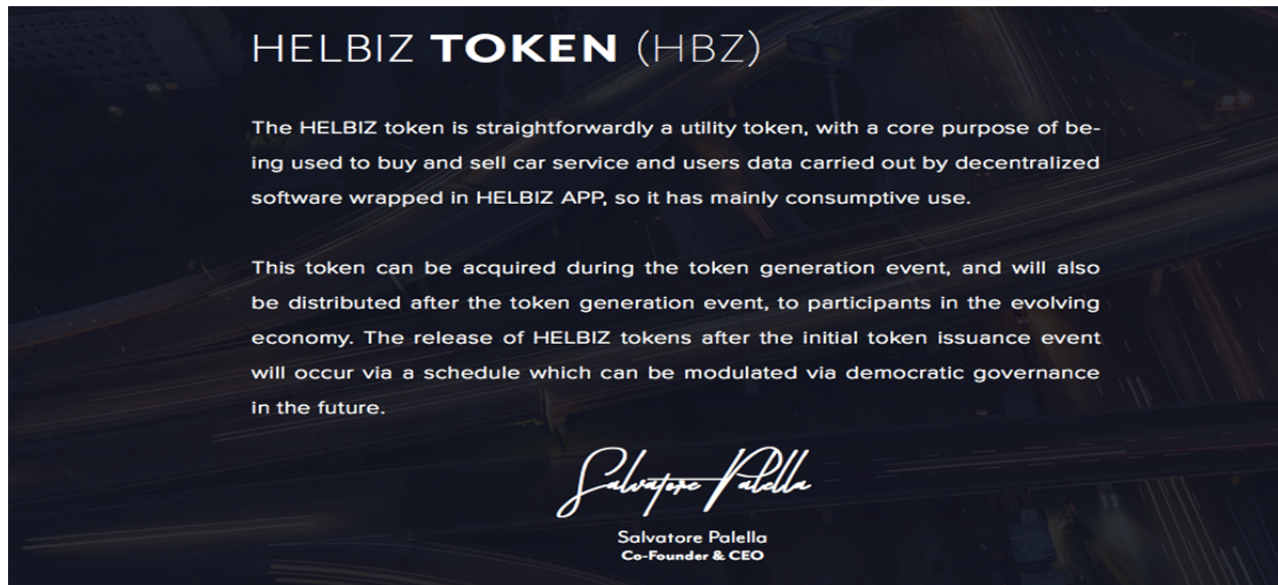 HELBIZ TOKEN (HBZ)
The HELBIZ token is straightforwardly a utility token, with a core purpose of be-
ing used to buy and sell car service and users data carried out by decentralized
software wrapped in HELBIZ APP, so it has mainly consumptive use.
This token can be acquired during the token generation event, and will also
be distributed after the token generation event, to participants in the evolving
economy. The release of HELBIZ tokens after the initial token issuance event
will occur via a schedule which can be modulated via democratic governance
in the future.
Salvatore Palella
Salvatore Palella
Co-Founder & CEO